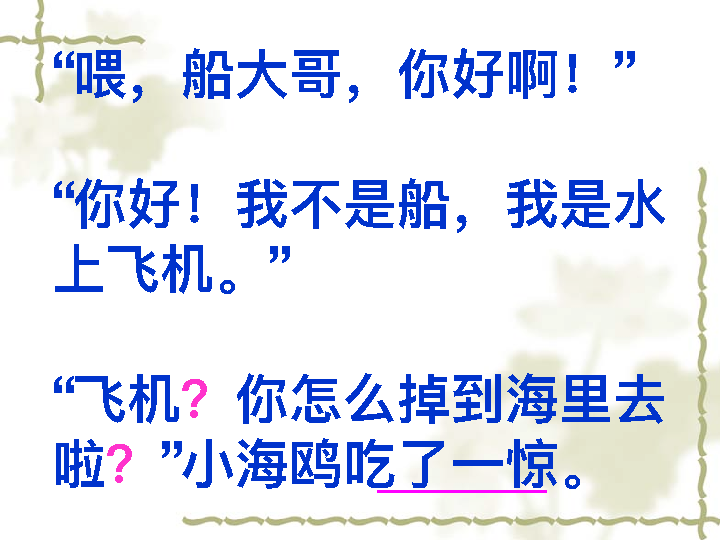 “喂，船大哥，你好啊！”
“你好！我不是船，我是水
上飞机。”
“飞机？你怎么掉到海里去
啦？”小海鸥吃了一惊。